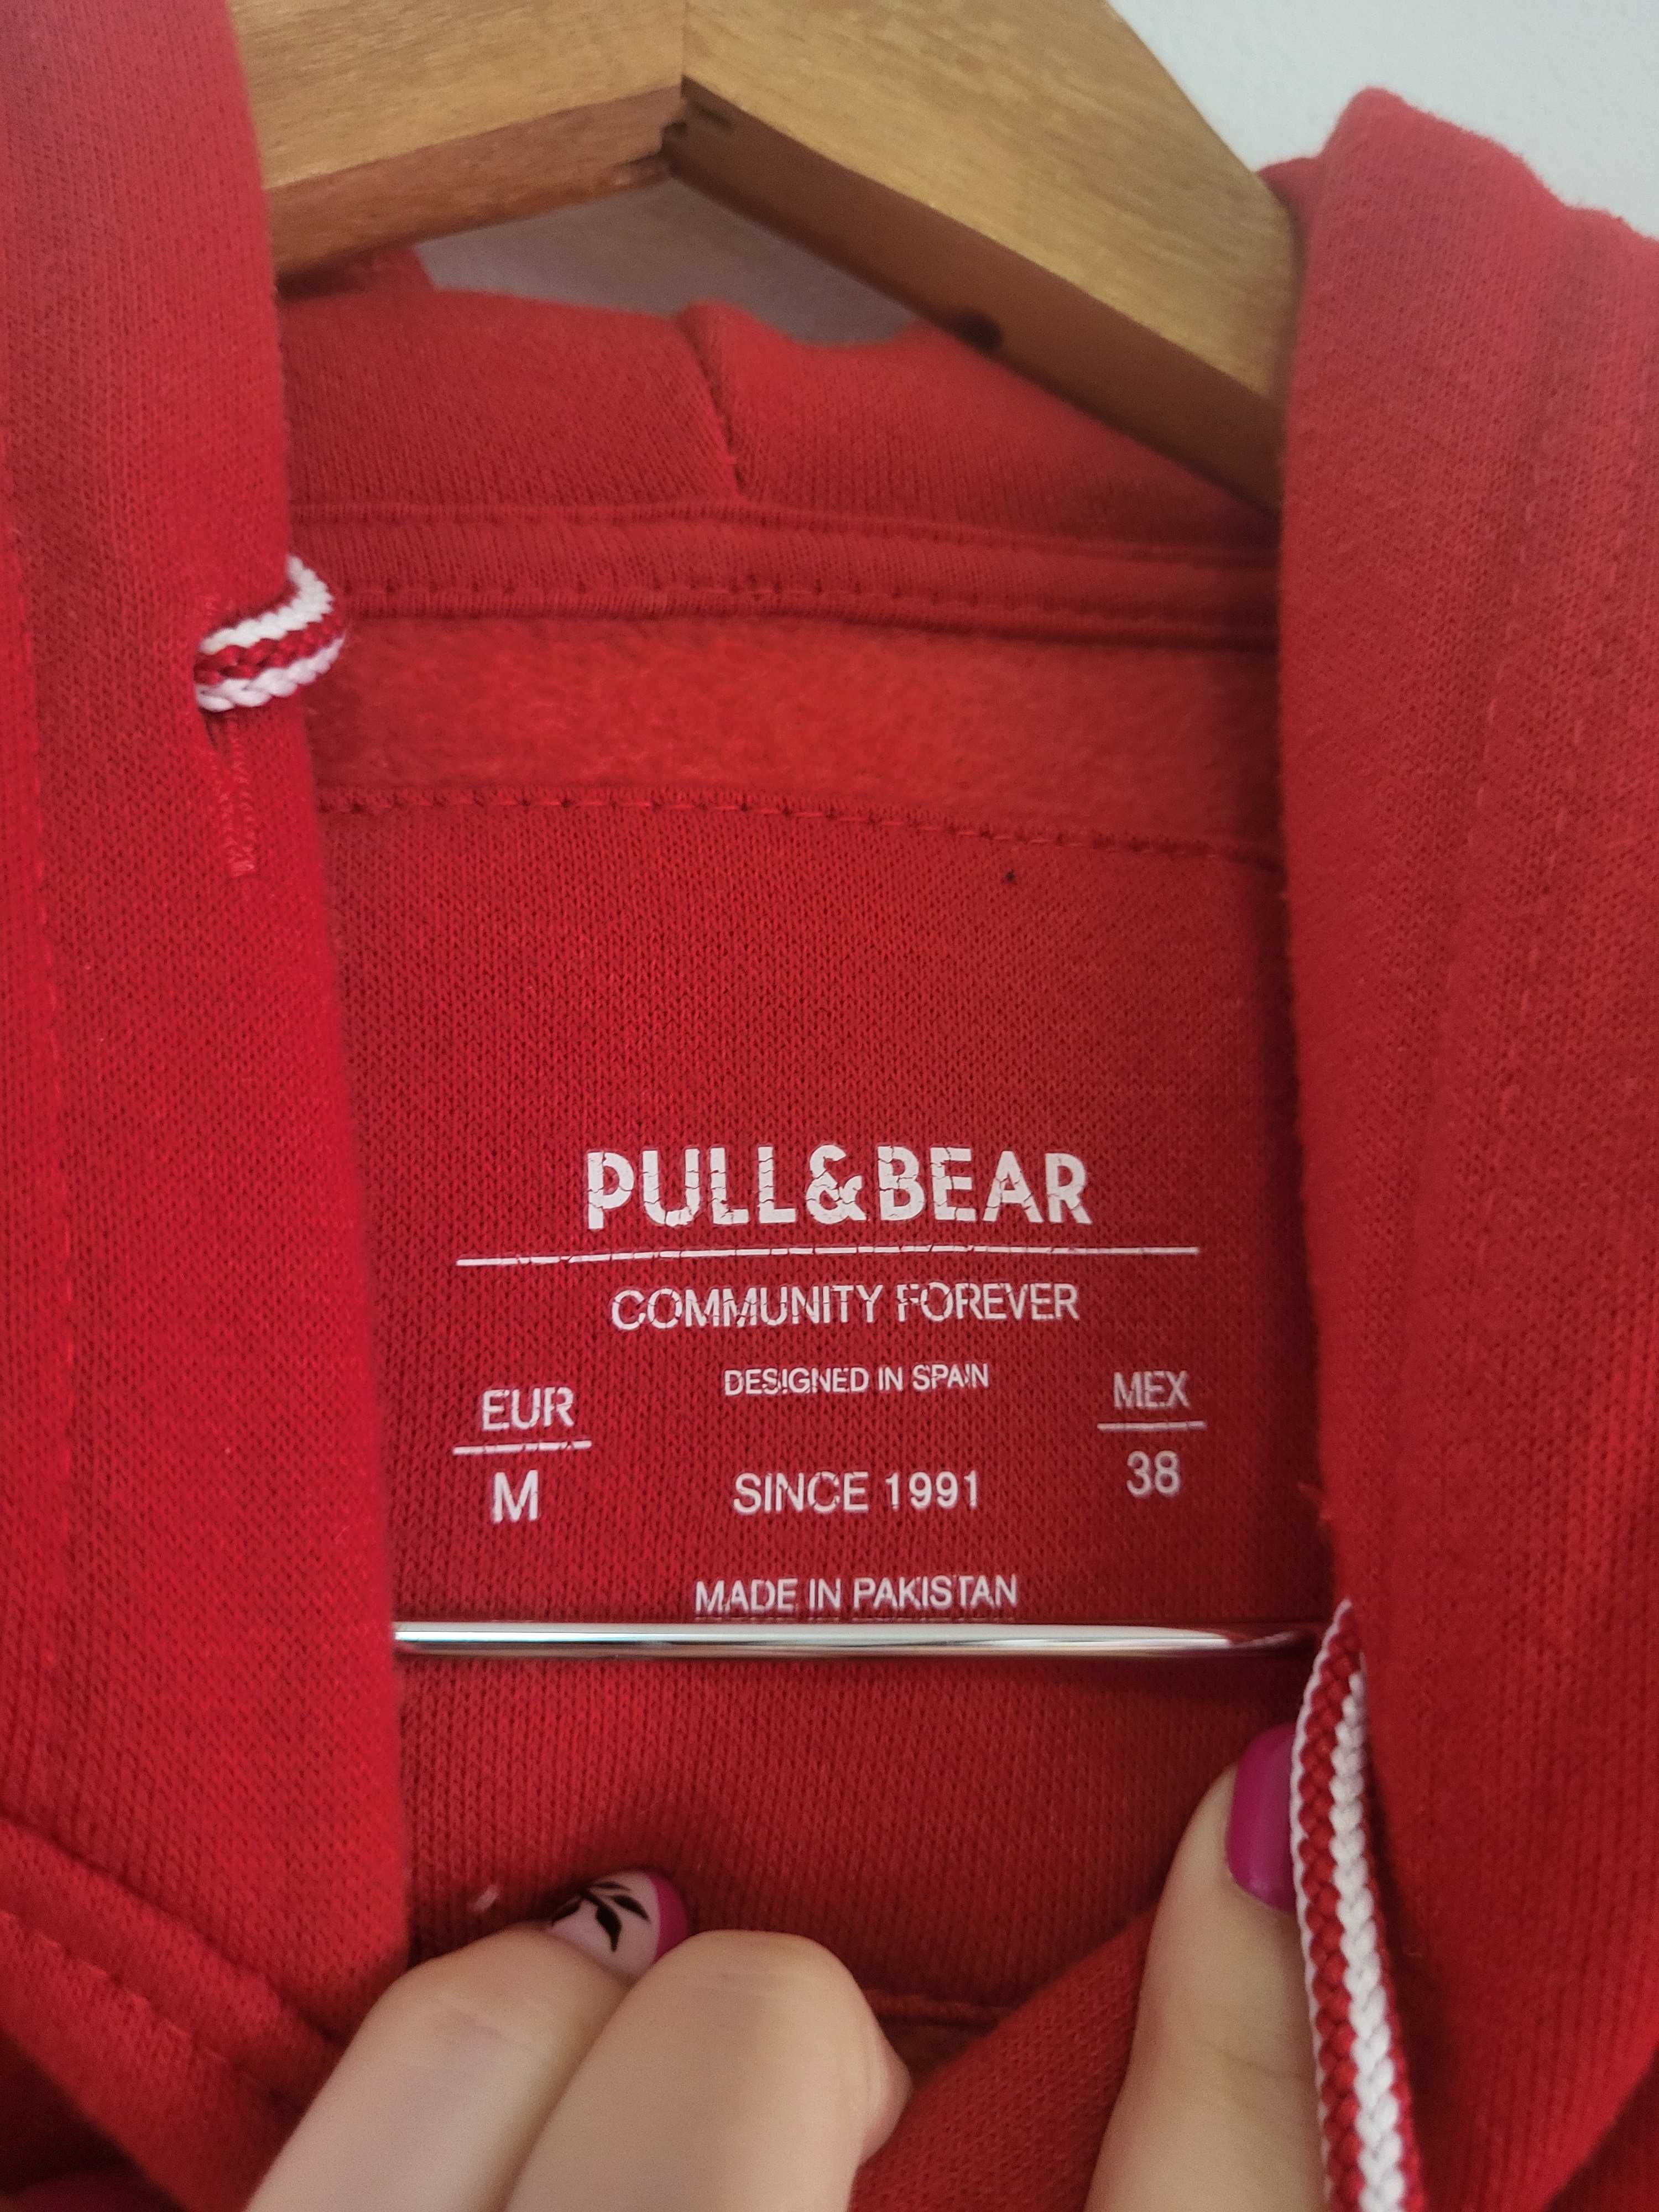 PULL&BEAR
COMMUNITY FOREVER
DESIGNED IN SPAIN
EUR
M
MEX
38
SINCE 1991
MADE IN PAKISTAN